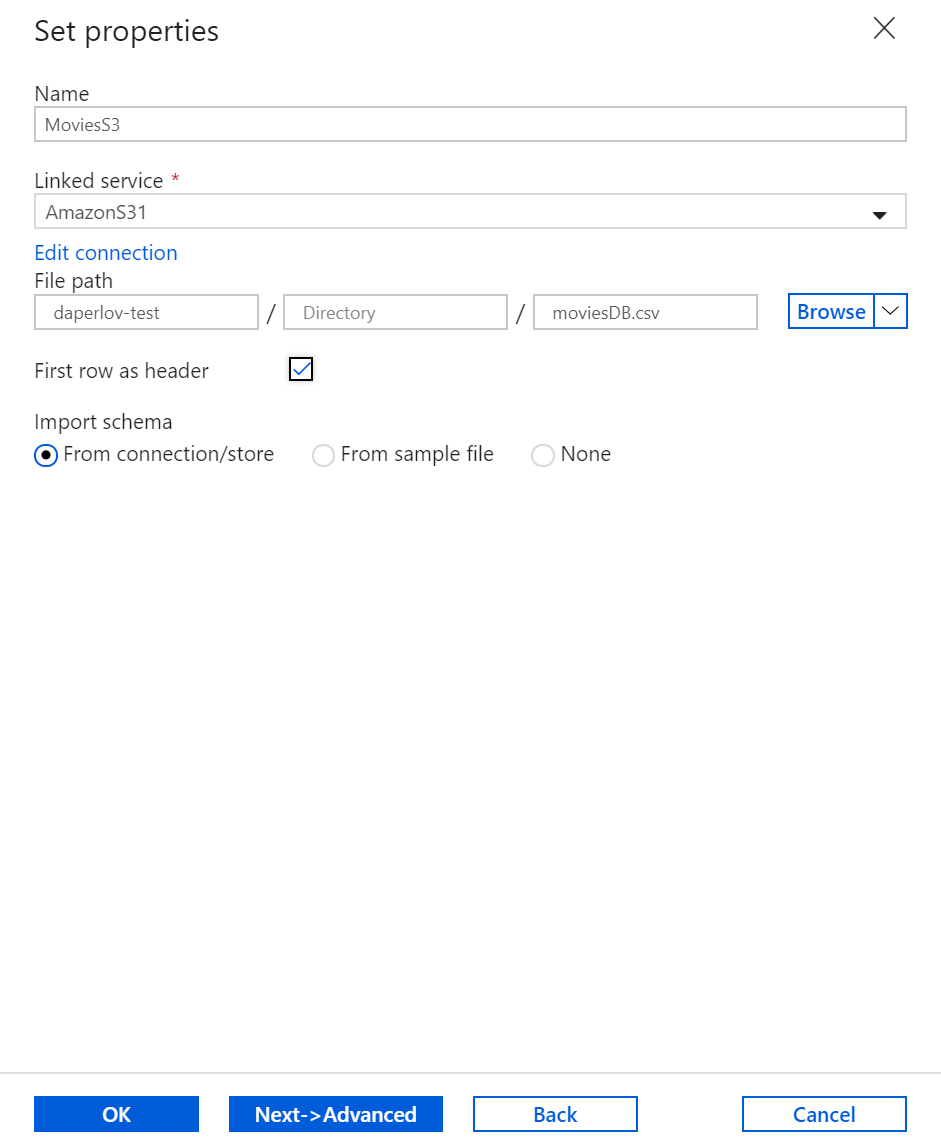 Set properties
Name
MoviesS3
Linked service *
AmazonS31
Edit connection
File path
daperlov-test / Directory / moviesDB.csv Browse
First row as header
Import schema
From connection/store From sample file None
OK Next->Advanced Back Cancel